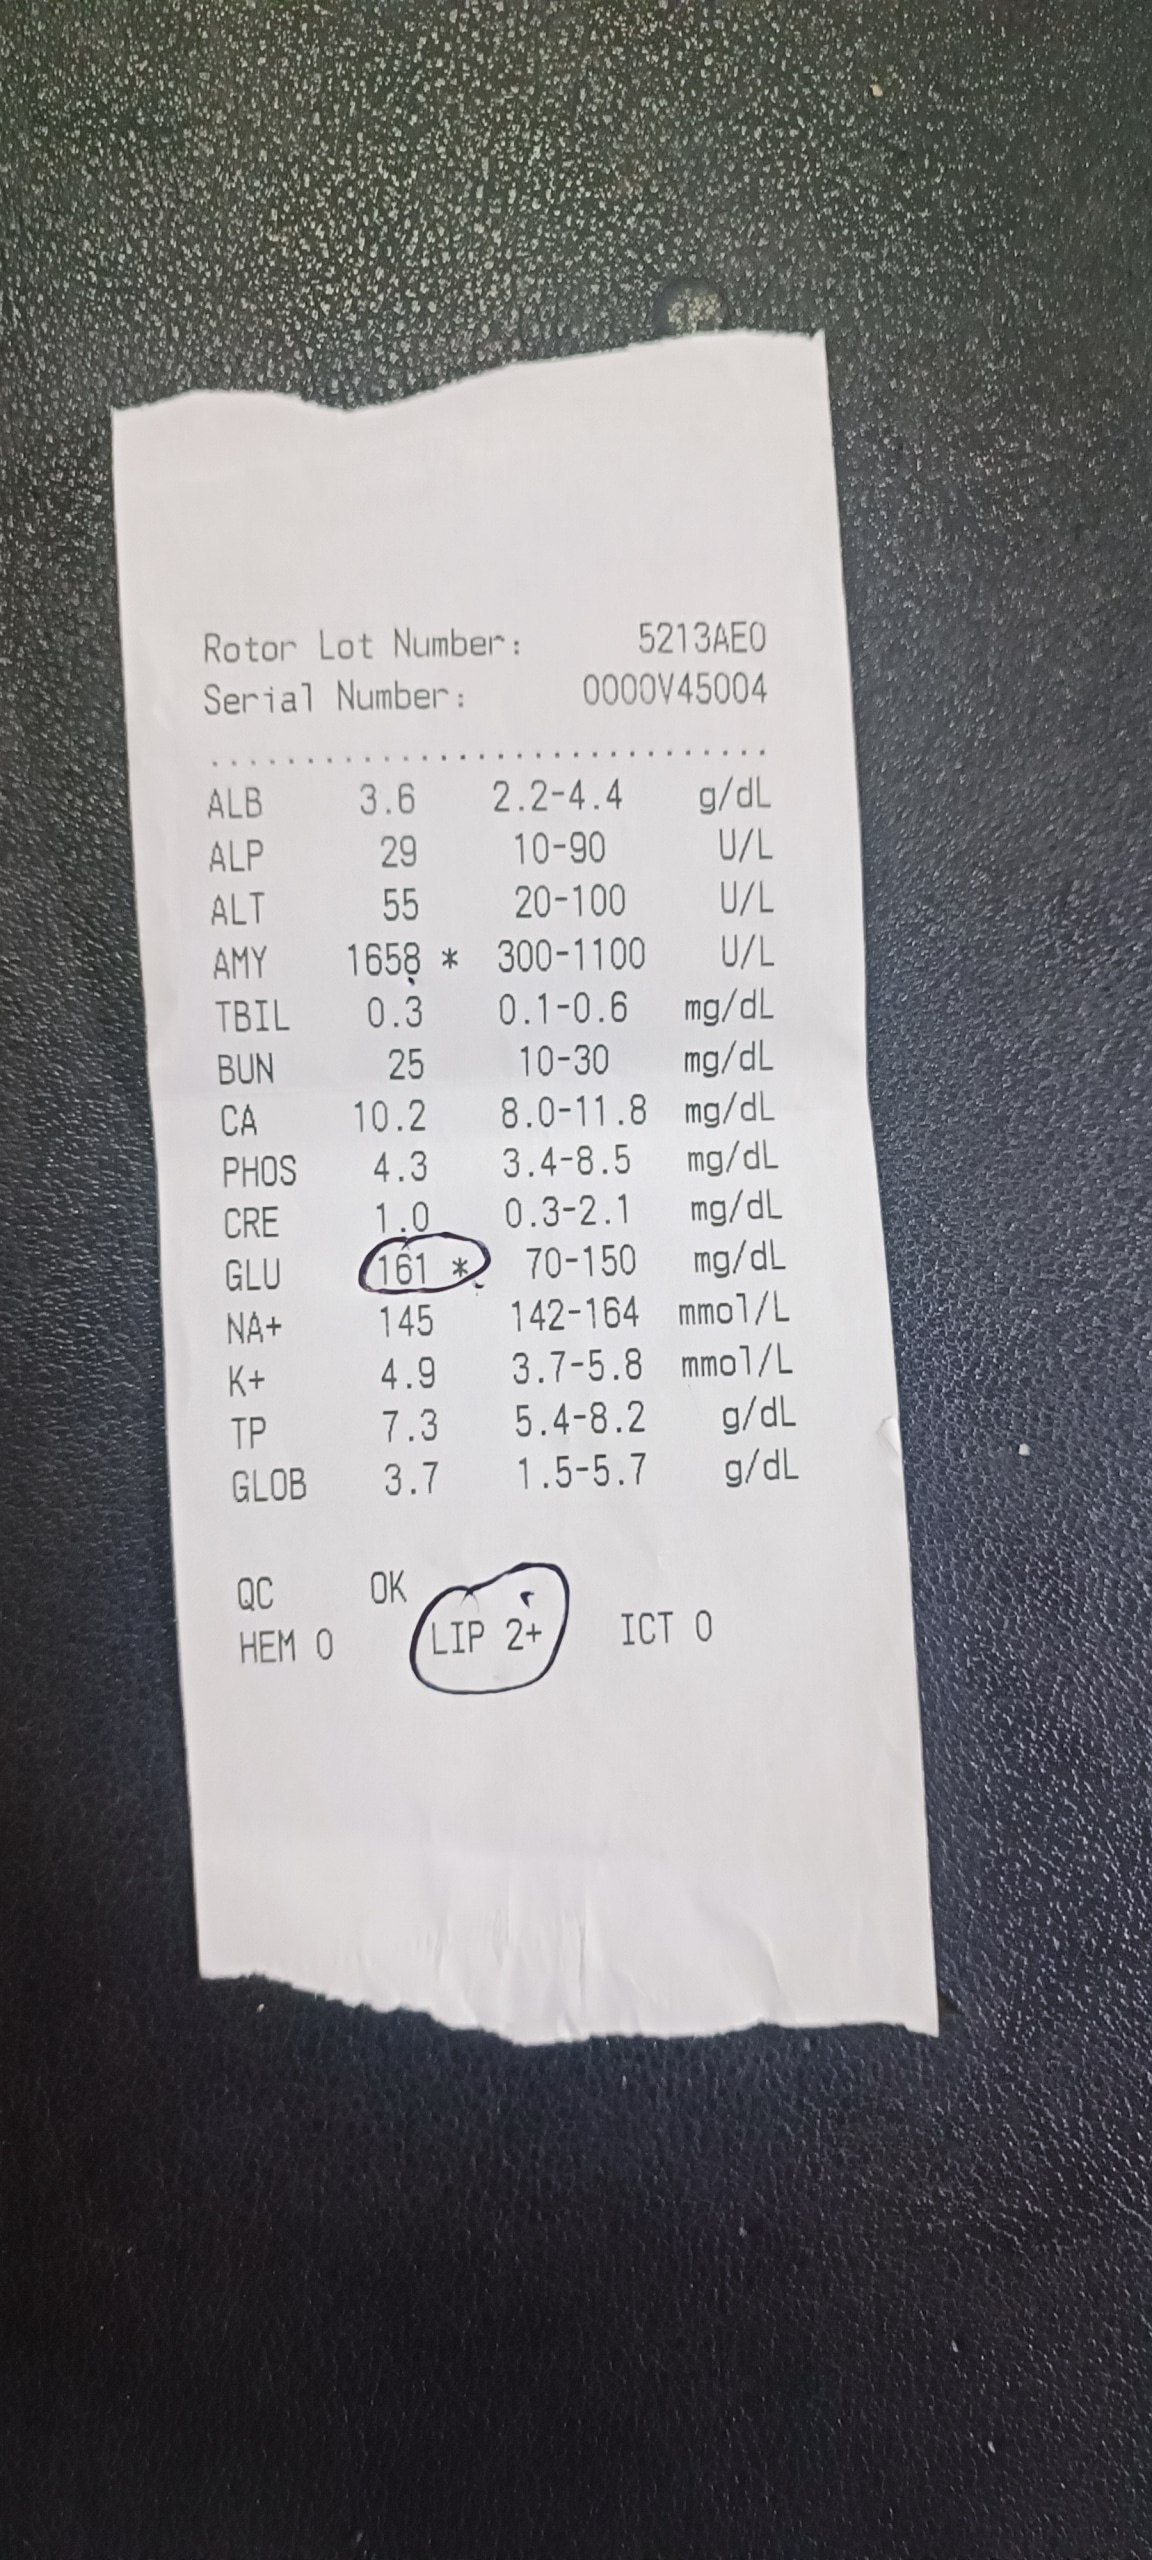 Rotor Lot Number: 5213AE0
Serial Number: 0000V45004
..............................
ALB 3.6 2.2-4.4 g/dL
ALP 29 10-90 U/L
ALT 55 20-100 U/L
AMY 1658 * 300-1100 U/L
TBIL 0.3 0.1-0.6 mg/dL
BUN 25 10-30 mg/dL
CA 10.2 8.0-11.8 mg/dL
PHOS 4.3 3.4-8.5 mg/dL
CRE 1.0 0.3-2.1 mg/dL
GLU 161 * 70-150 mg/dL
NA+ 145 142-164 mmol/L
K+ 4.9 3.7-5.8 mmol/L
TP 7.3 5.4-8.2 g/dL
GLOB 3.7 1.5-5.7 g/dL
QC OK
HEM 0 LIP 2+ ICT 0